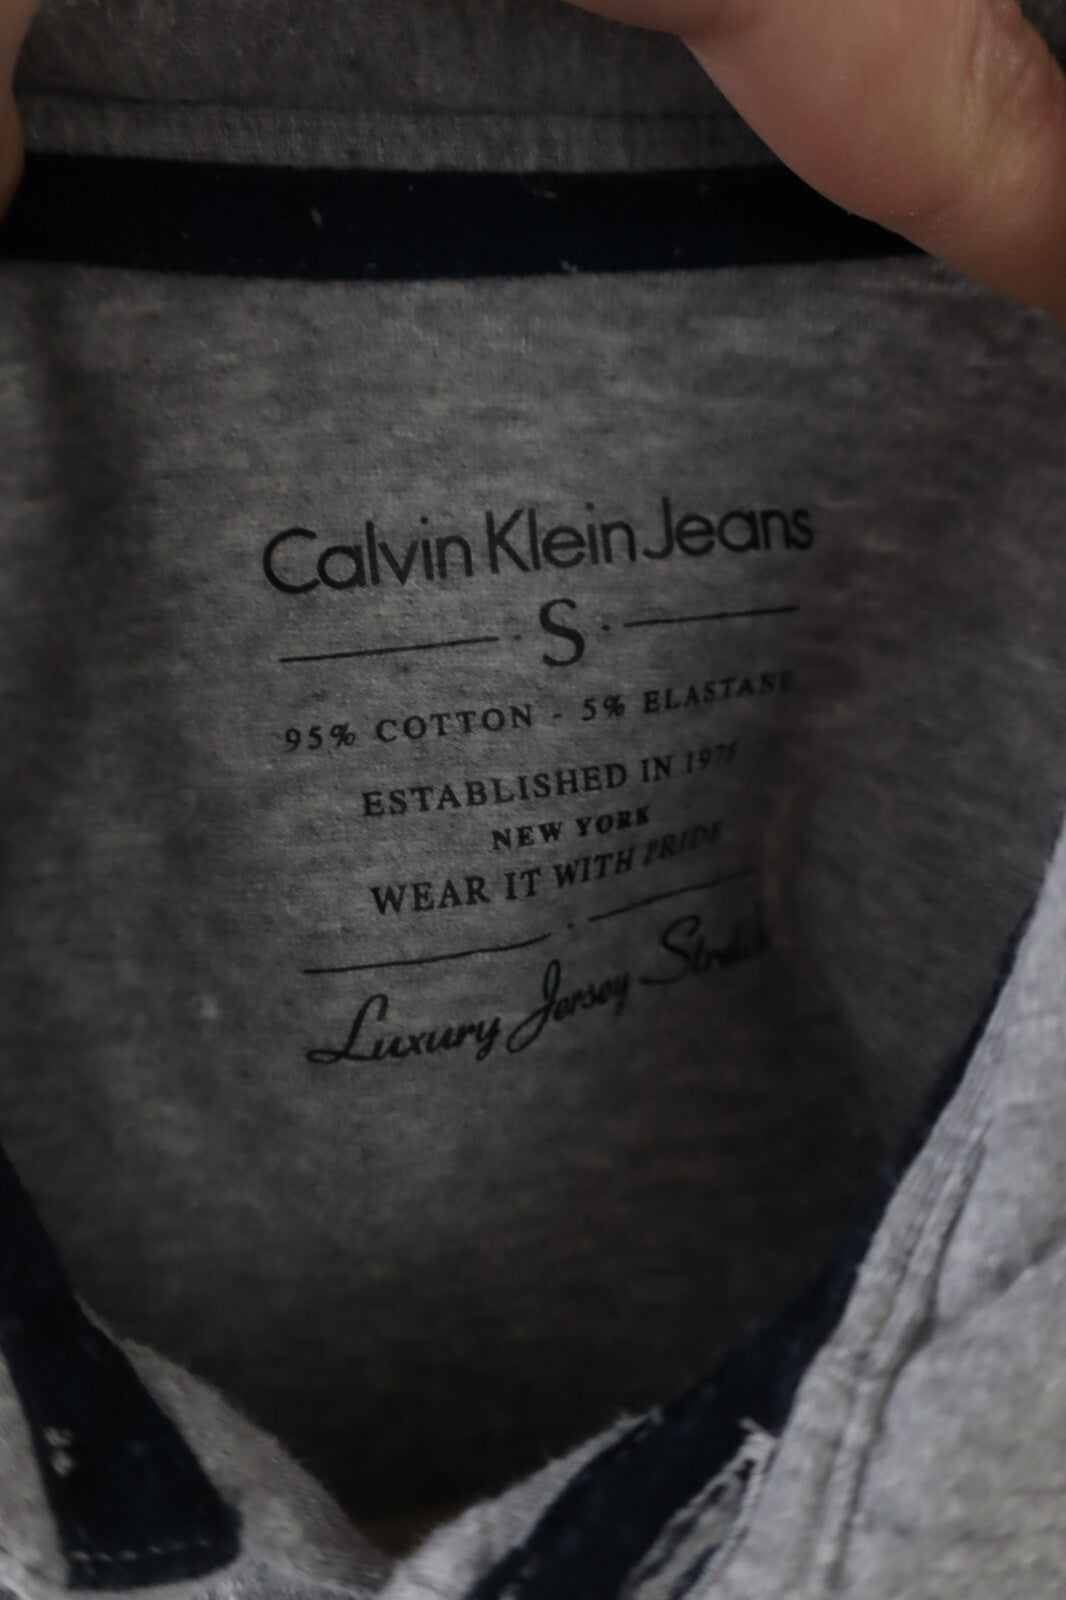 Calvin Klein Jeans
· S ·
95% COTTON - 5% ELASTANE
ESTABLISHED IN 1978
NEW YORK
WEAR IT WITH PRIDE
Luxury Jersey Stretch